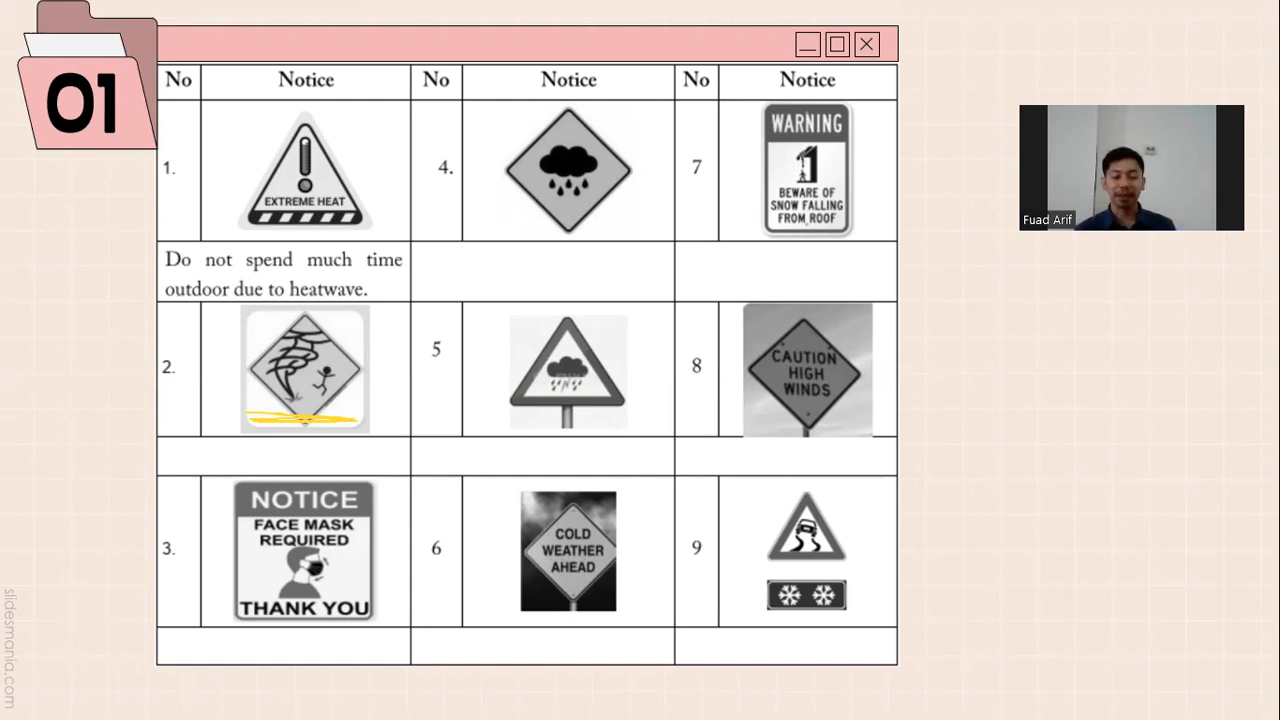 01
No Notice No Notice No Notice
1.
EXTREME HEAT
4.
7
WARNING
BEWARE OF
SNOW FALLING
FROM ROOF
Do not spend much time
outdoor due to heatwave.
2.
5
8
CAUTION
HIGH
WINDS
3.
NOTICE
FACE MASK
REQUIRED
THANK YOU
6
COLD
WEATHER
AHEAD
9
Fuad Arif
slidesmania.com